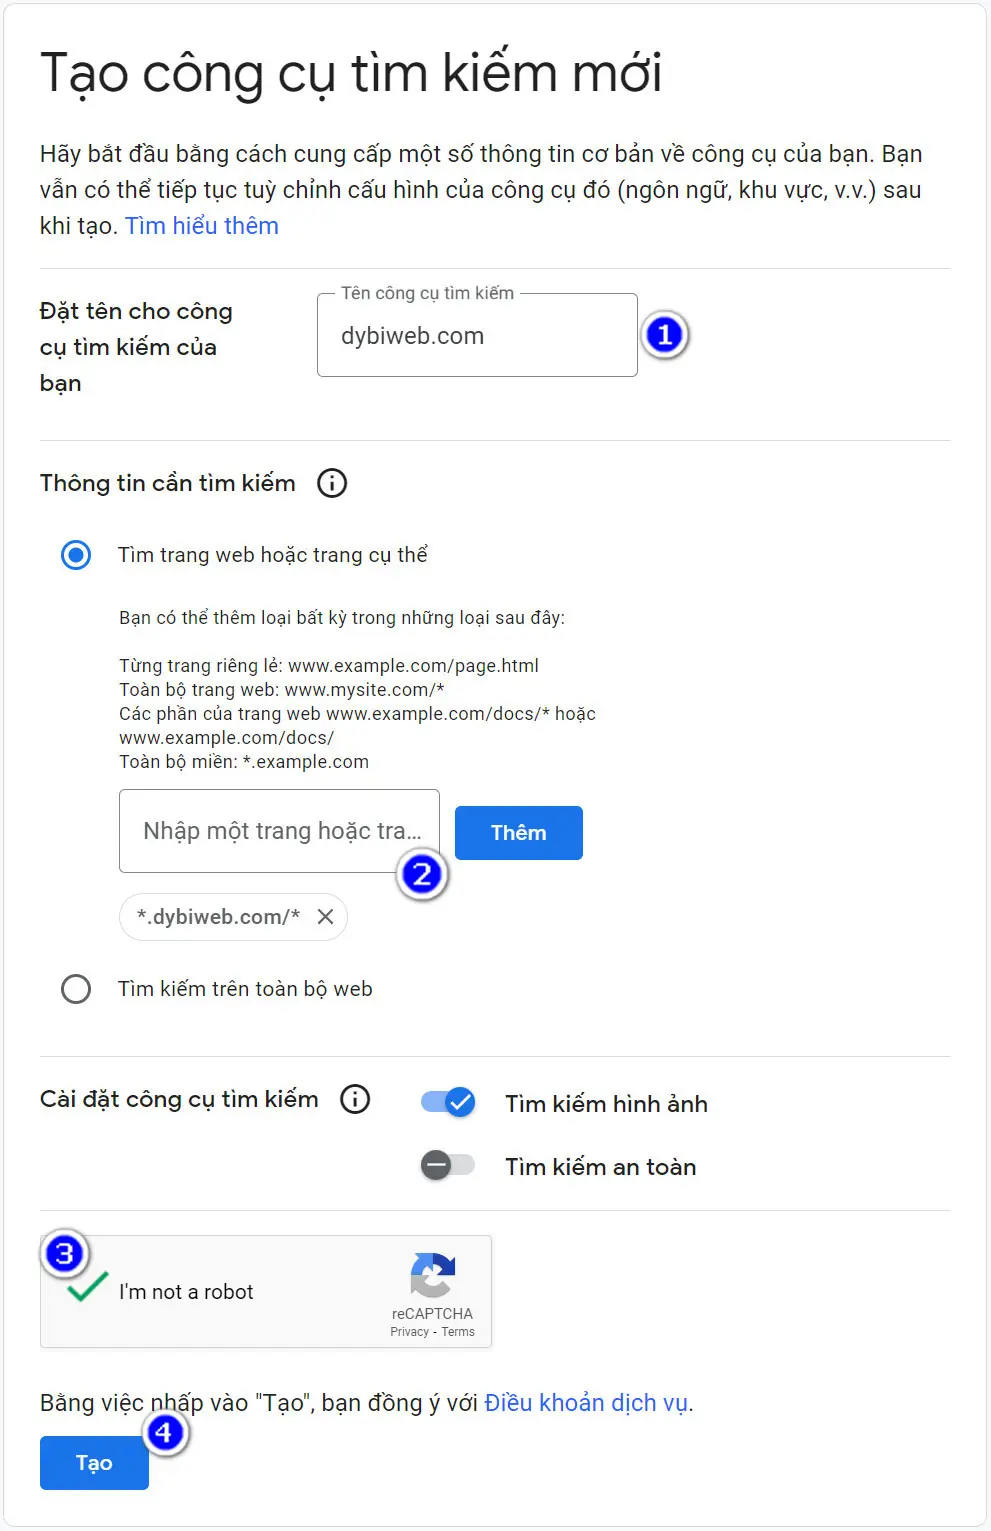 Tạo công cụ tìm kiếm mới
Hãy bắt đầu bằng cách cung cấp một số thông tin cơ bản về công cụ của bạn. Bạn
vẫn có thể tiếp tục tuỳ chỉnh cấu hình của công cụ đó (ngôn ngữ, khu vực, v.v.) sau
khi tạo. Tìm hiểu thêm
Đặt tên cho công
cụ tìm kiếm của
bạn
Tên công cụ tìm kiếm
dybiweb.com
1
Thông tin cần tìm kiếm
Tìm trang web hoặc trang cụ thể
Bạn có thể thêm loại bất kỳ trong những loại sau đây:
Từng trang riêng lẻ: www.example.com/page.html
Toàn bộ trang web: www.mysite.com/*
Các phần của trang web www.example.com/docs/* hoặc
www.example.com/docs/
Toàn bộ miền: *.example.com
Nhập một trang hoặc tra...
Thêm
2
*.dybiweb.com/*
Tìm kiếm trên toàn bộ web
Cài đặt công cụ tìm kiếm
Tìm kiếm hình ảnh
Tìm kiếm an toàn
3
I'm not a robot
reCAPTCHA
Privacy - Terms
Bằng việc nhấp vào "Tạo", bạn đồng ý với Điều khoản dịch vụ.
4
Tạo